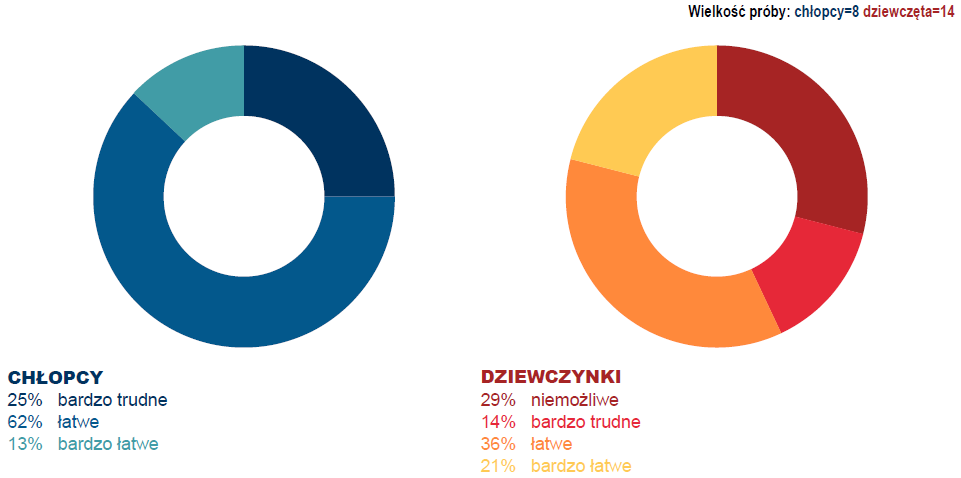 Wielkość próby: chłopcy=8 dziewczęta=14
CHŁOPCY
25% bardzo trudne
62% łatwe
13% bardzo łatwe
DZIEWCZYNKI
29% niemożliwe
14% bardzo trudne
36% łatwe
21% bardzo łatwe